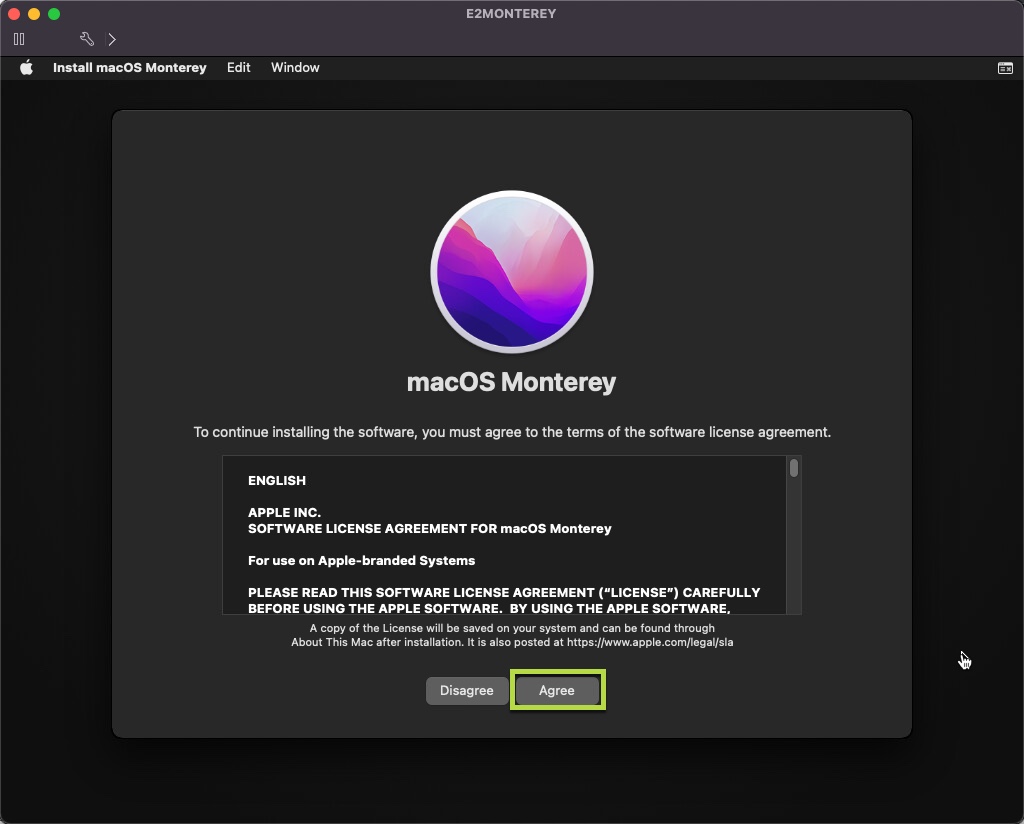 E2MONTEREY
Install macOS Monterey Edit Window
macOS Monterey
To continue installing the software, you must agree to the terms of the software license agreement.
ENGLISH
APPLE INC.
SOFTWARE LICENSE AGREEMENT FOR macOS Monterey
For use on Apple-branded Systems
PLEASE READ THIS SOFTWARE LICENSE AGREEMENT (“LICENSE”) CAREFULLY
BEFORE USING THE APPLE SOFTWARE.  BY USING THE APPLE SOFTWARE,
A copy of the License will be saved on your system and can be found through
About This Mac after installation. It is also posted at https://www.apple.com/legal/sla
Disagree Agree